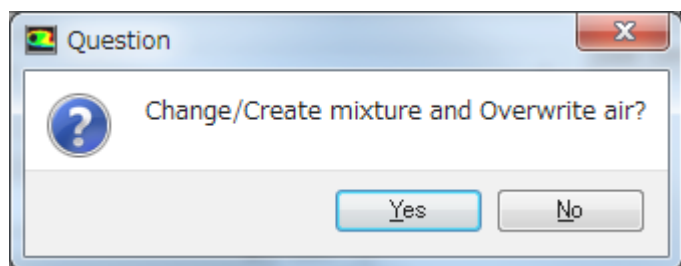 Question
Change/Create mixture and Overwrite air?
Yes
No